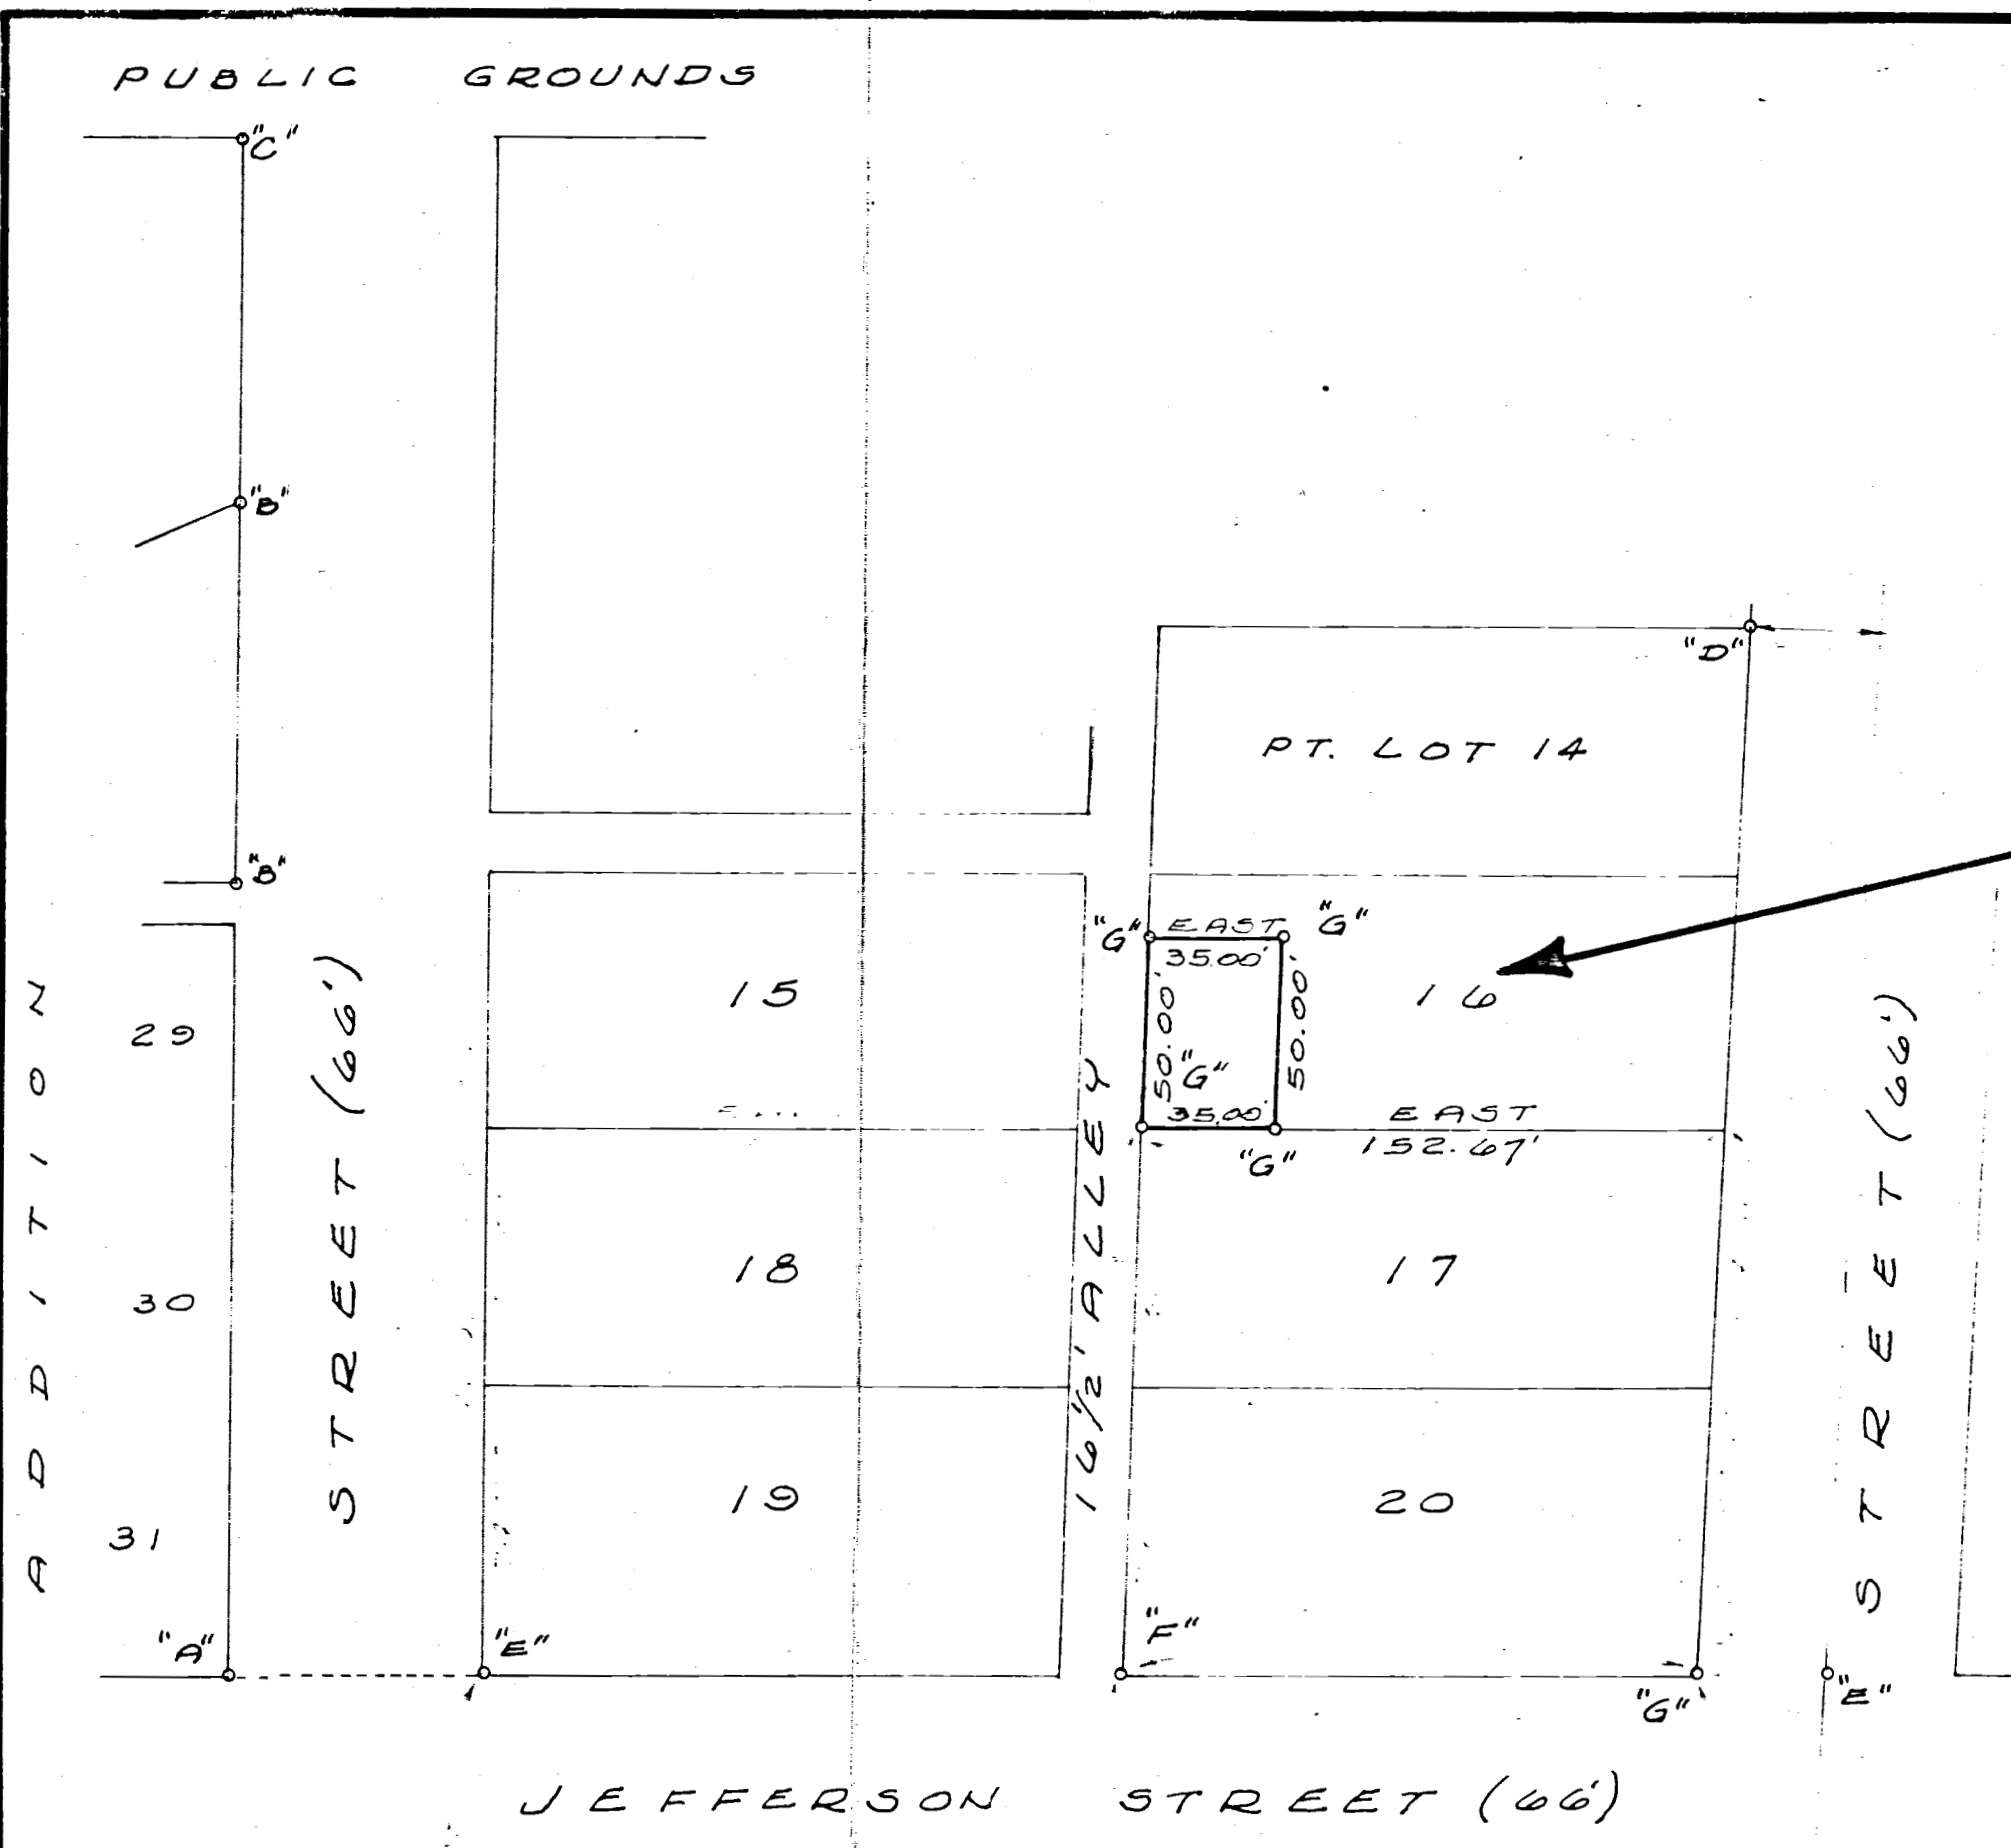 PUBLIC GROUNDS
"C"
"B"
"D"
PT. LOT 14
"B"
"G" EAST "G"
35.00'
50.00'
50.00'
"G"
35.00'
"G"
EAST
152.67'
15
16
29
30
31
18
17
19
20
ADDITION
STREET (66')
16 1/2' ALLEY
STREET (66')
"A"
"E"
"F"
"G"
"E"
JEFFERSON STREET (66')